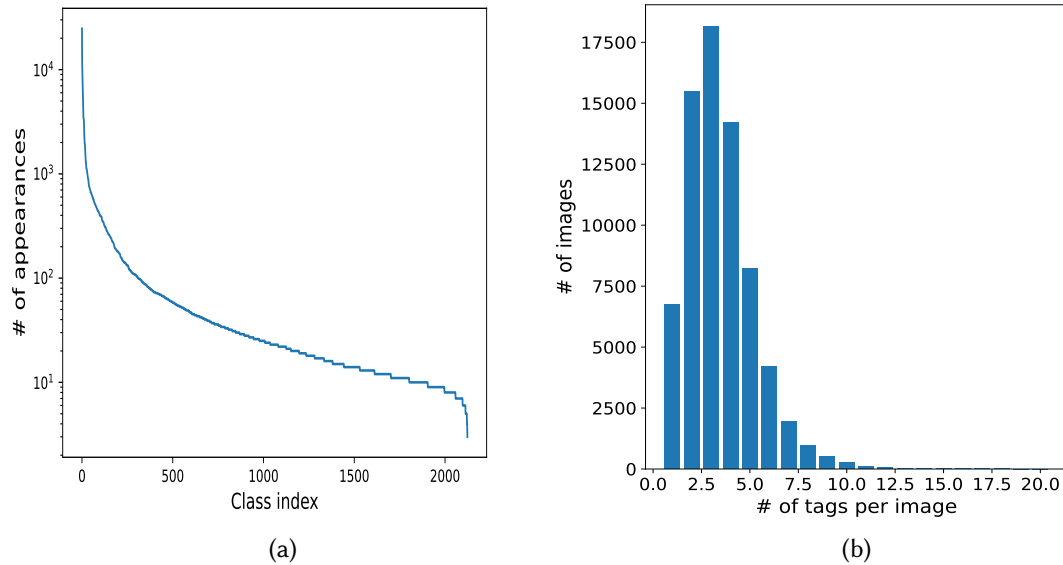 10^4
10^3
10^2
10^1
# of appearances
0 500 1000 1500 2000
Class index
(a)
17500
15000
12500
10000
7500
5000
2500
0
# of images
0.0 2.5 5.0 7.5 10.0 12.5 15.0 17.5 20.0
# of tags per image
(b)